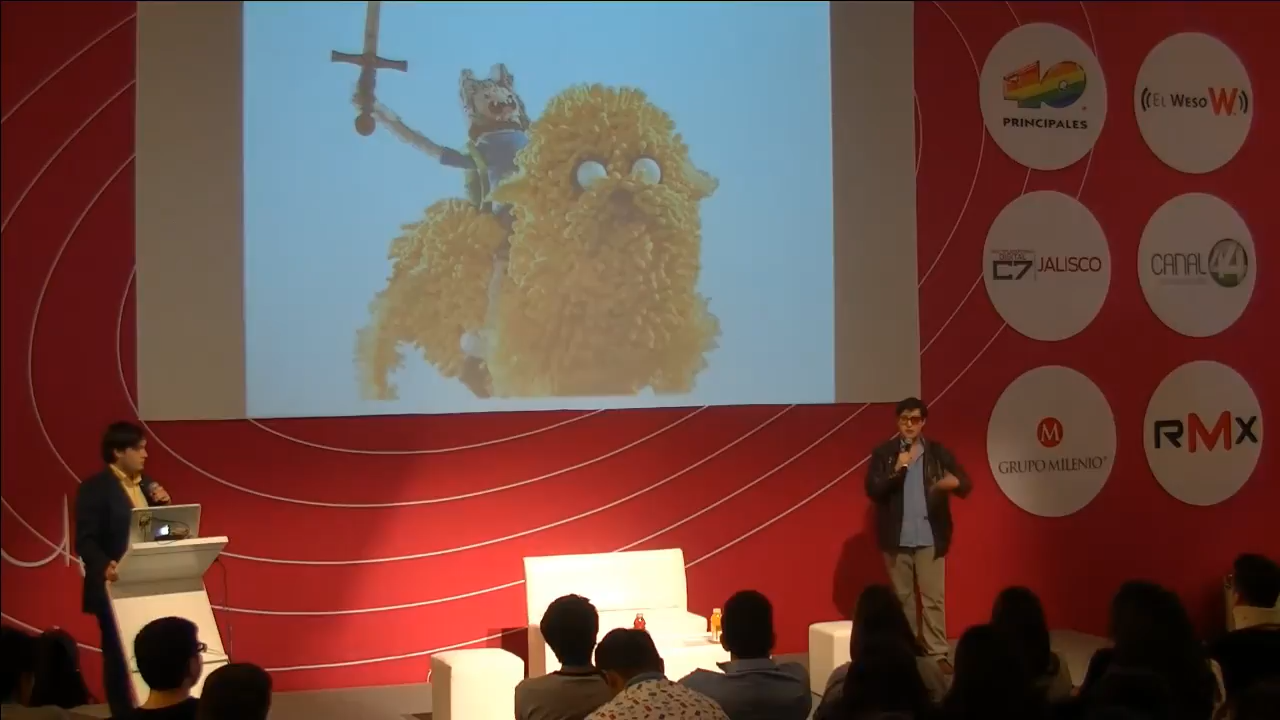 40
PRINCIPALES
EL WESO W
C7 JALISCO
CANAL 44
M
GRUPO MILENIO
RMX